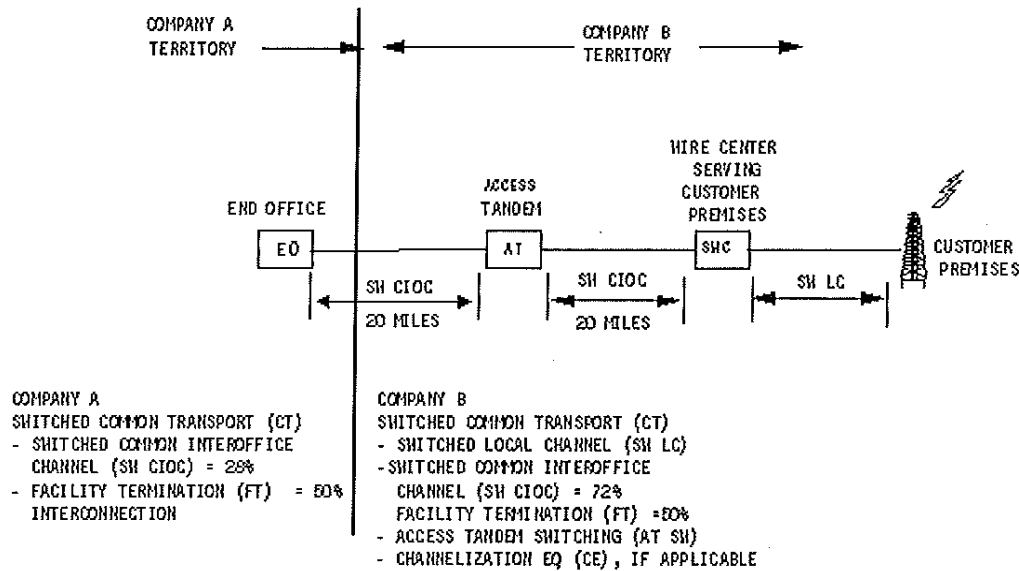 COMPANY A
TERRITORY
COMPANY B
TERRITORY
WIRE CENTER
SERVING
CUSTOMER
PREMISES
ACCESS
TANDEM
END OFFICE
EO
AT
SWC
CUSTOMER
PREMISES
SW CIOC
20 MILES
SW CIOC
20 MILES
SW LC
COMPANY A
SWITCHED COMMON TRANSPORT (CT)
- SWITCHED COMMON INTEROFFICE
CHANNEL (SW CIOC) = 28%
- FACILITY TERMINATION (FT) = 50%
INTERCONNECTION
COMPANY B
SWITCHED COMMON TRANSPORT (CT)
- SWITCHED LOCAL CHANNEL (SW LC)
-SWITCHED COMMON INTEROFFICE
CHANNEL (SW CIOC) = 72%
FACILITY TERMINATION (FT) =50%
- ACCESS TANDEM SWITCHING (AT SW)
- CHANNELIZATION EQ (CE), IF APPLICABLE